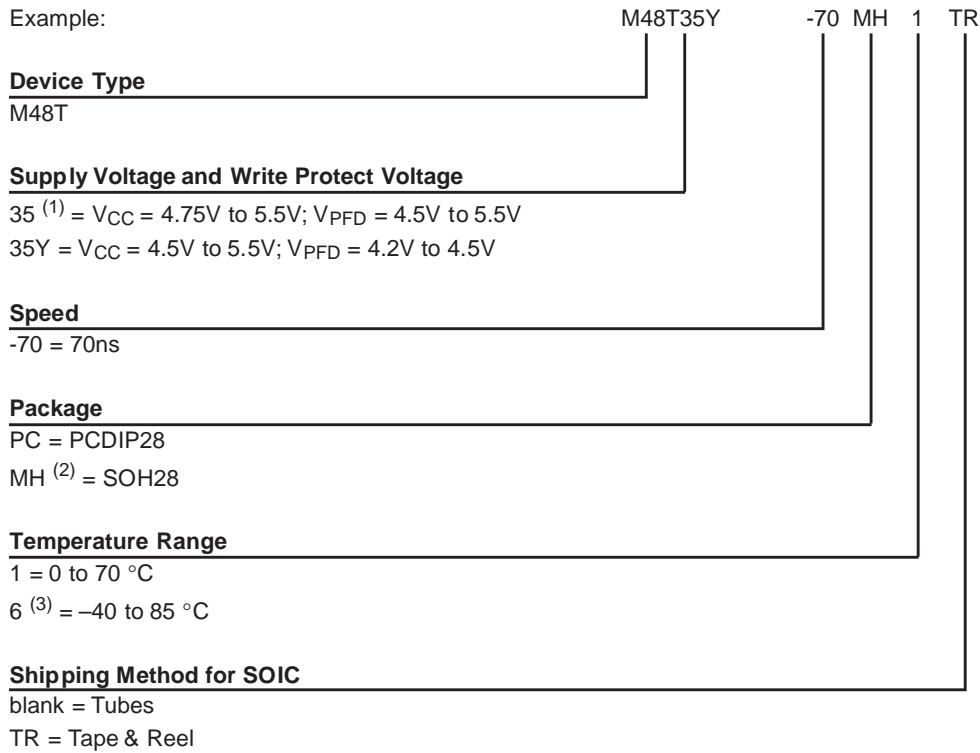 Example: M48T35Y -70 MH 1 TR
Device Type
M48T
Supply Voltage and Write Protect Voltage
35 (1) = VCC = 4.75V to 5.5V; VPFD = 4.5V to 5.5V
35Y = VCC = 4.5V to 5.5V; VPFD = 4.2V to 4.5V
Speed
-70 = 70ns
Package
PC = PCDIP28
MH (2) = SOH28
Temperature Range
1 = 0 to 70 °C
6 (3) = –40 to 85 °C
Shipping Method for SOIC
blank = Tubes
TR = Tape & Reel